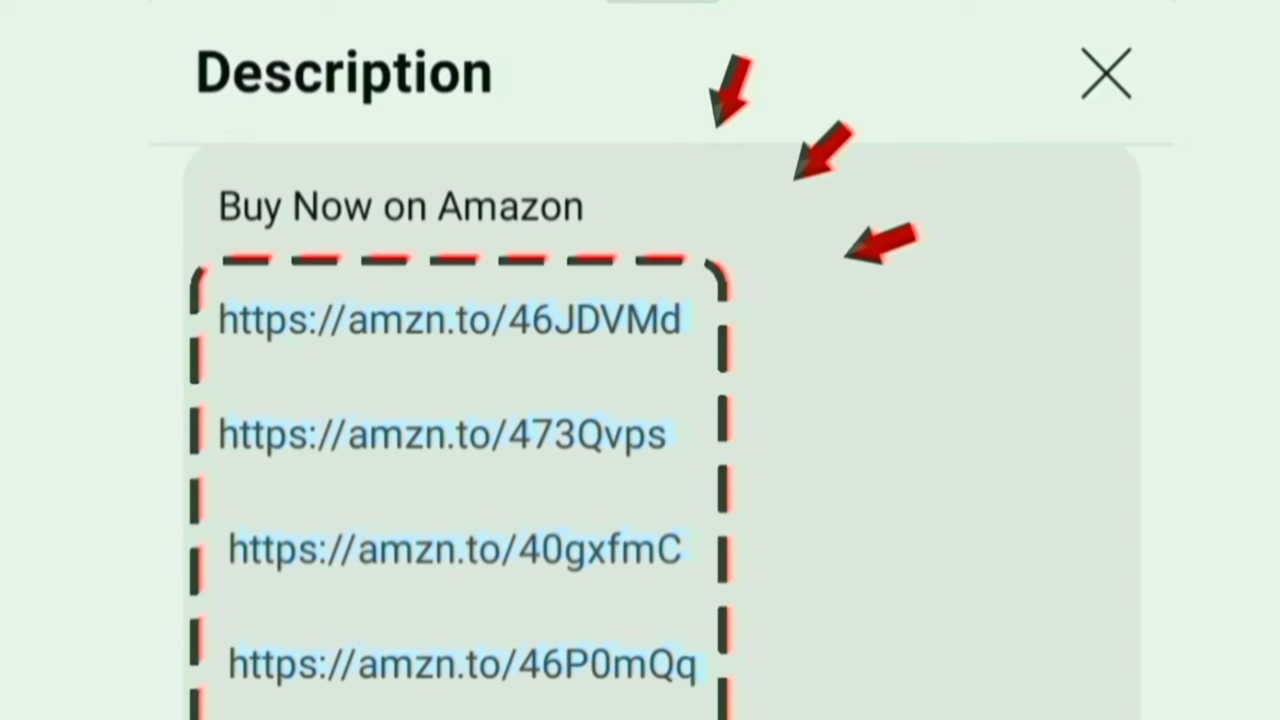 Description
Buy Now on Amazon
https://amzn.to/46JDVMd
https://amzn.to/473Qvps
https://amzn.to/40gxfmC
https://amzn.to/46P0mQq